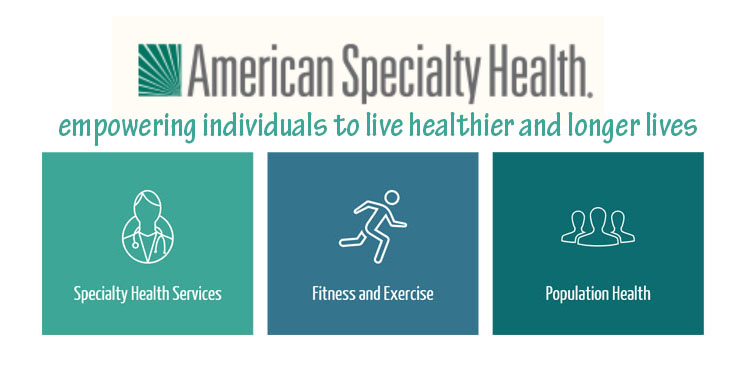 American Specialty Health.
empowering individuals to live healthier and longer lives
Specialty Health Services
Fitness and Exercise
Population Health